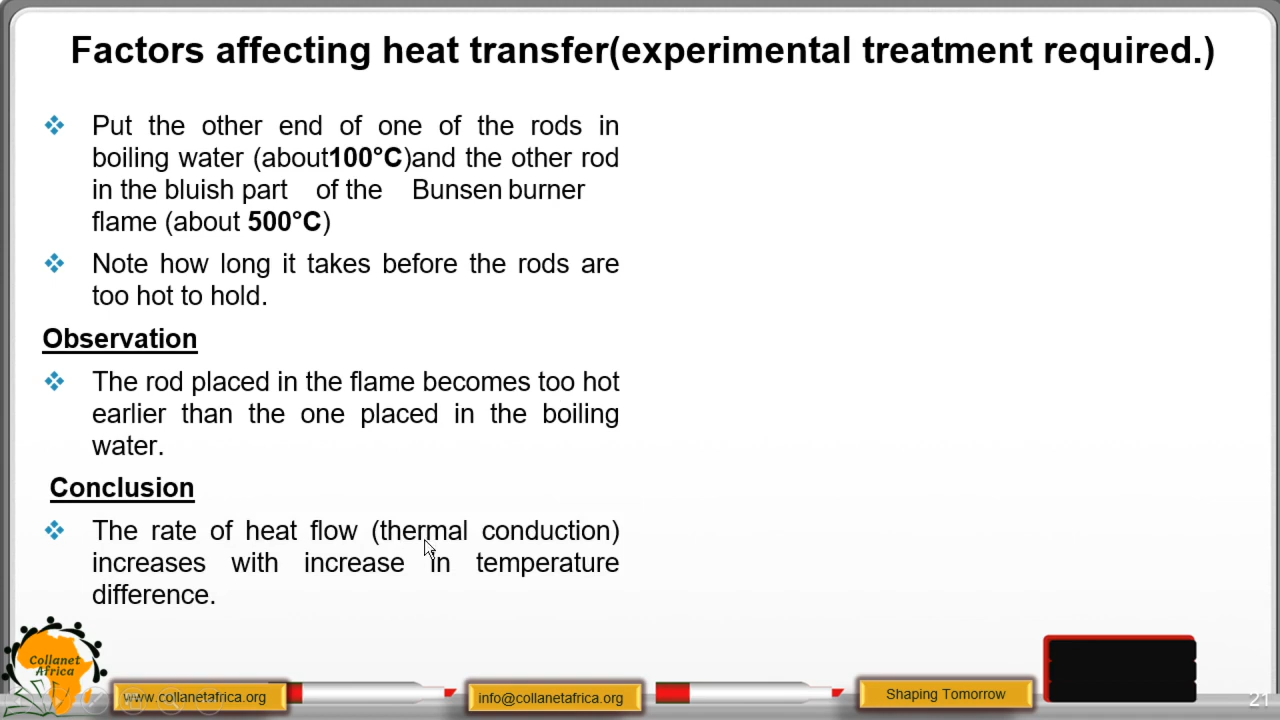 Factors affecting heat transfer(experimental treatment required.)
Put the other end of one of the rods in
boiling water (about100°C)and the other rod
in the bluish part of the Bunsen burner
flame (about 500°C)
Note how long it takes before the rods are
too hot to hold.
Observation
The rod placed in the flame becomes too hot
earlier than the one placed in the boiling
water.
Conclusion
The rate of heat flow (thermal conduction)
increases with increase in temperature
difference.
Collanet
Africa
www.collanetafrica.org
info@collanetafrica.org
Shaping Tomorrow
21